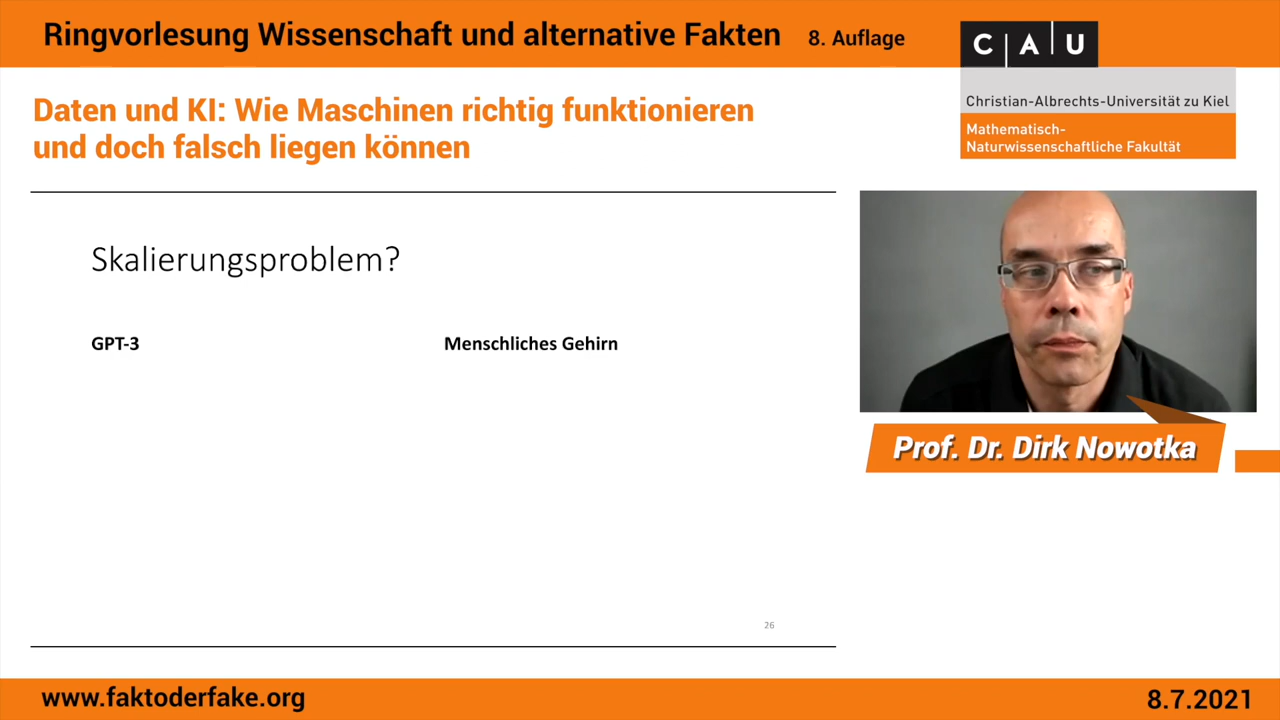 Ringvorlesung Wissenschaft und alternative Fakten 8. Auflage
CAU
Christian-Albrechts-Universität zu Kiel
Mathematisch-
Naturwissenschaftliche Fakultät
Daten und KI: Wie Maschinen richtig funktionieren
und doch falsch liegen können
Skalierungsproblem?
GPT-3 Menschliches Gehirn
26
Prof. Dr. Dirk Nowotka
www.faktoderfake.org 8.7.2021